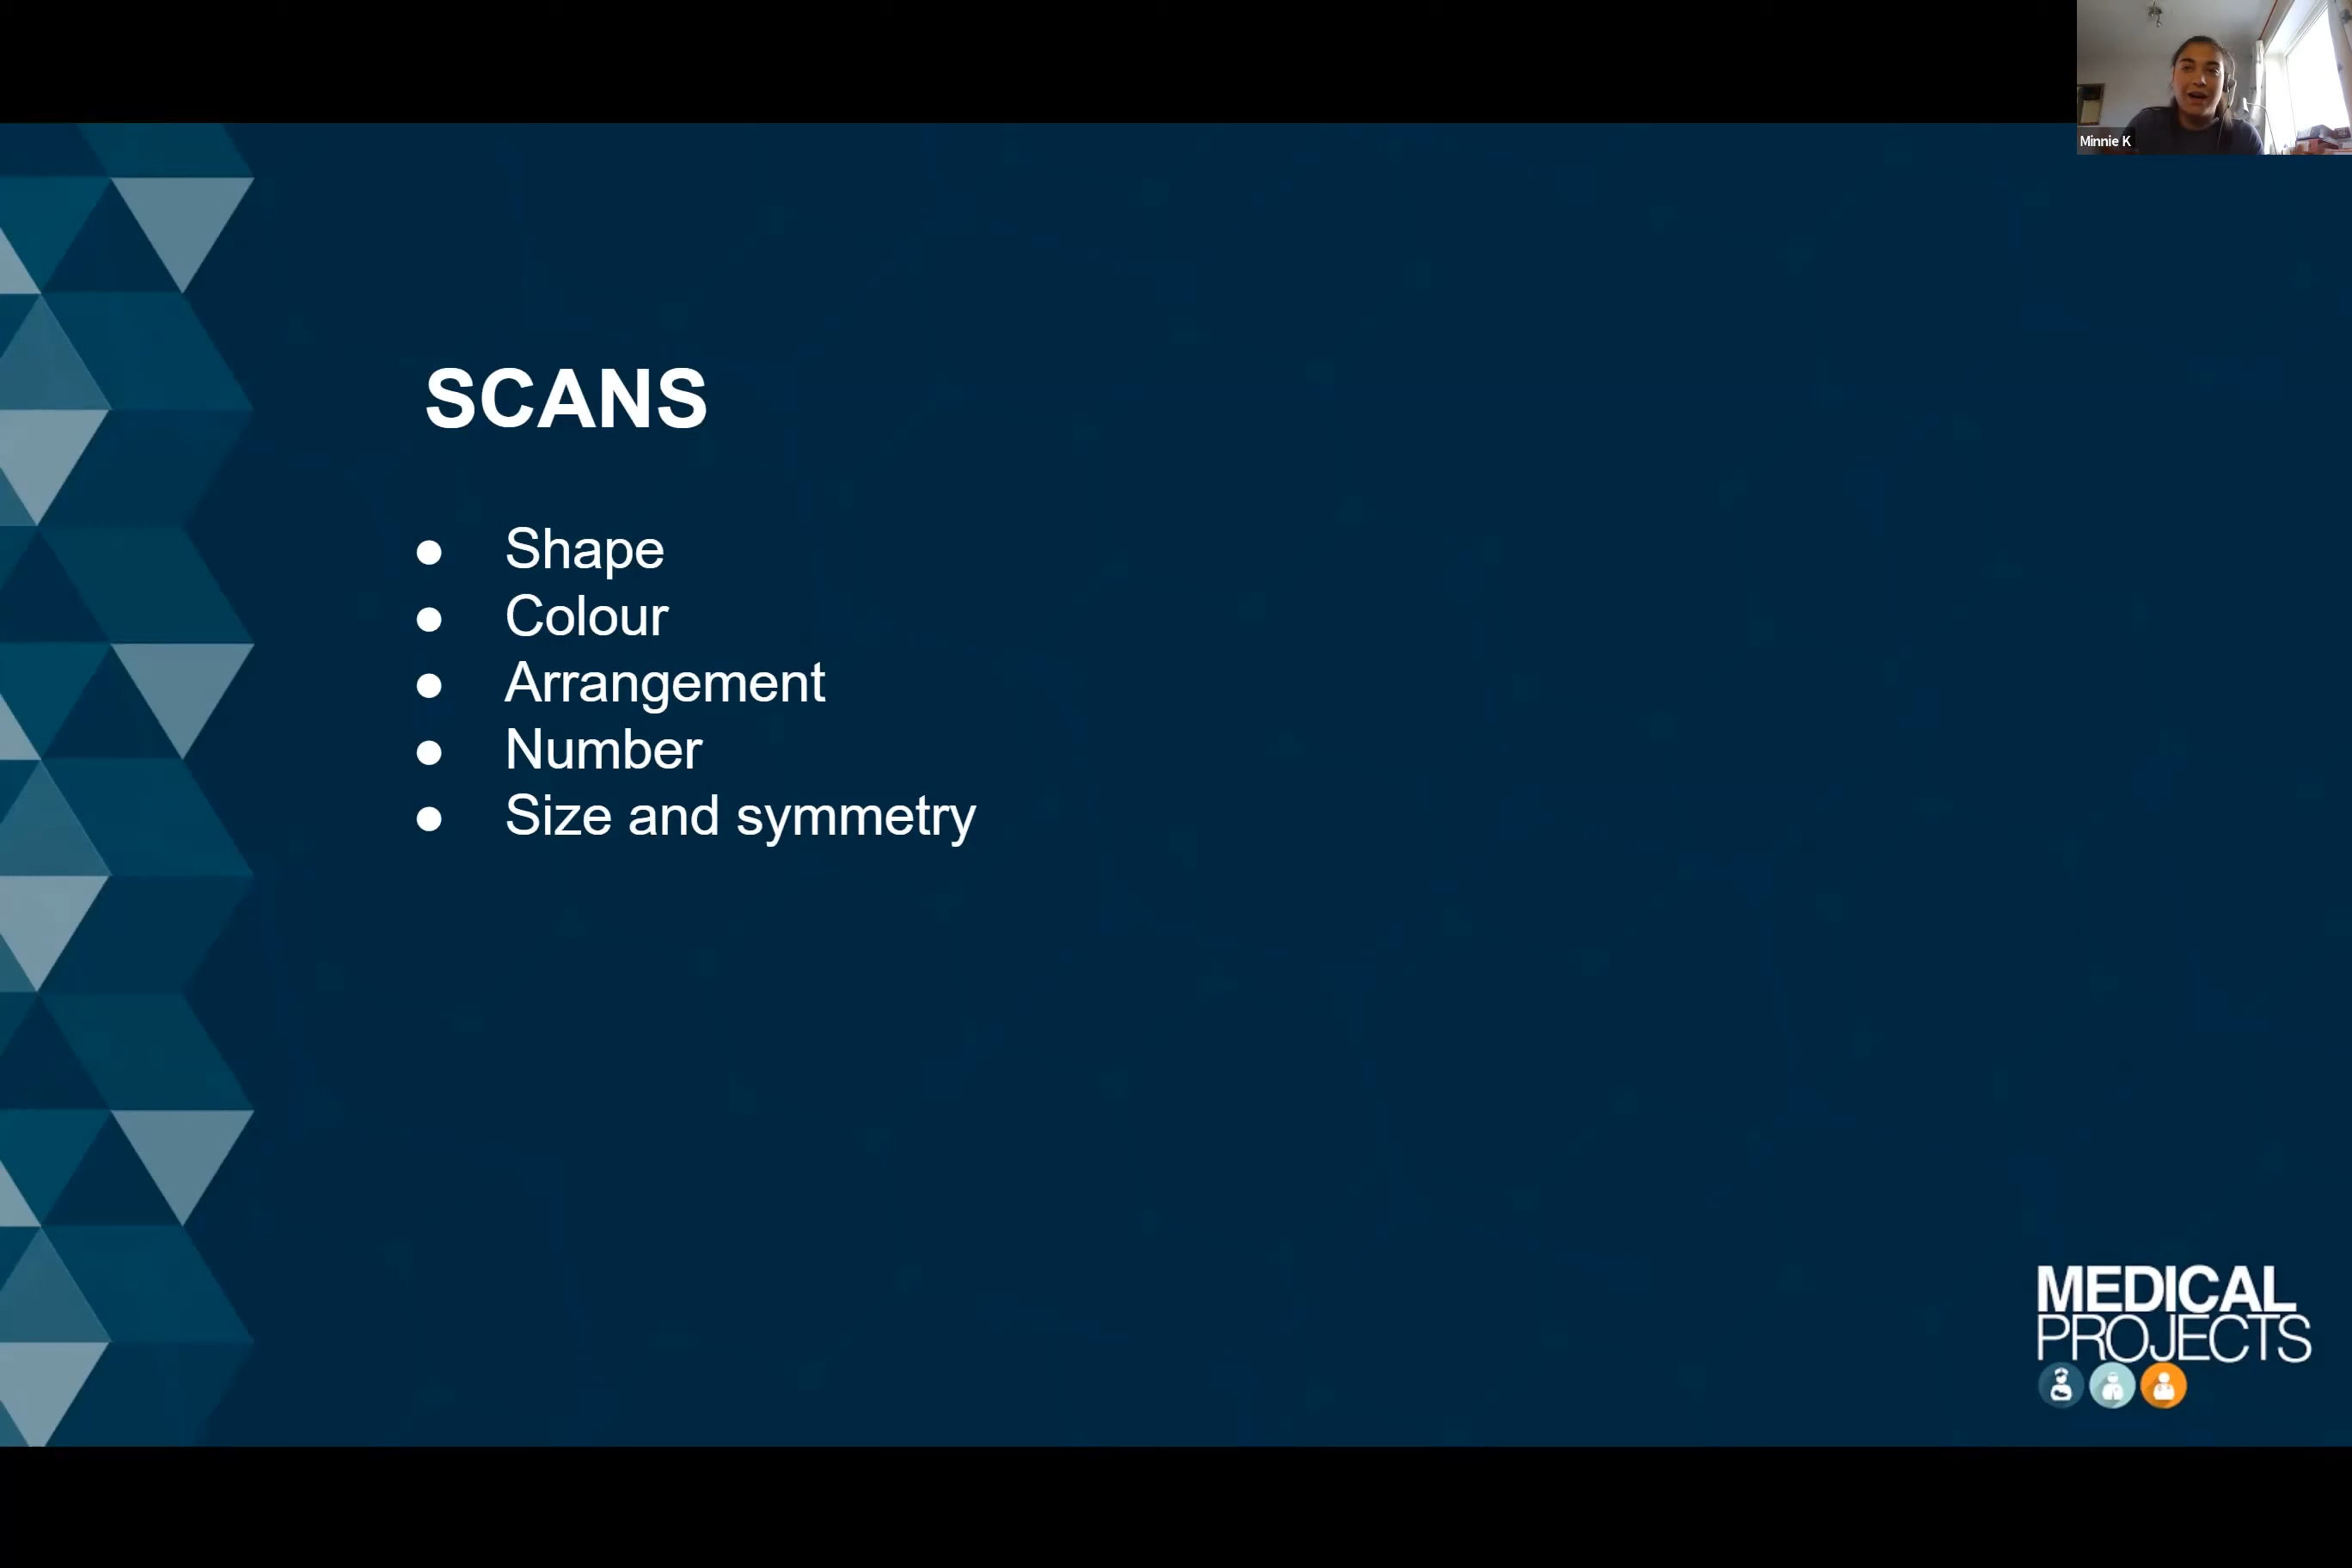 Minnie K
SCANS
● Shape
● Colour
● Arrangement
● Number
● Size and symmetry
MEDICAL
PROJECTS